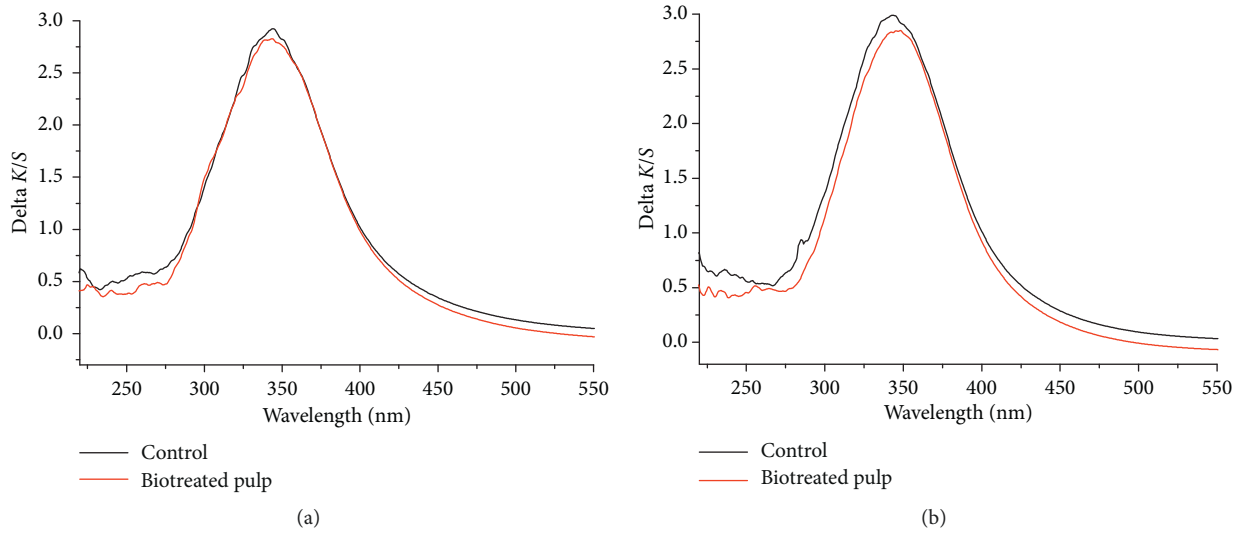 3.0
2.5
2.0
1.5
1.0
0.5
0.0
Delta K/S
250 300 350 400 450 500 550
Wavelength (nm)
Control
Biotreated pulp
(a)
3.0
2.5
2.0
1.5
1.0
0.5
0.0
Delta K/S
250 300 350 400 450 500 550
Wavelength (nm)
Control
Biotreated pulp
(b)